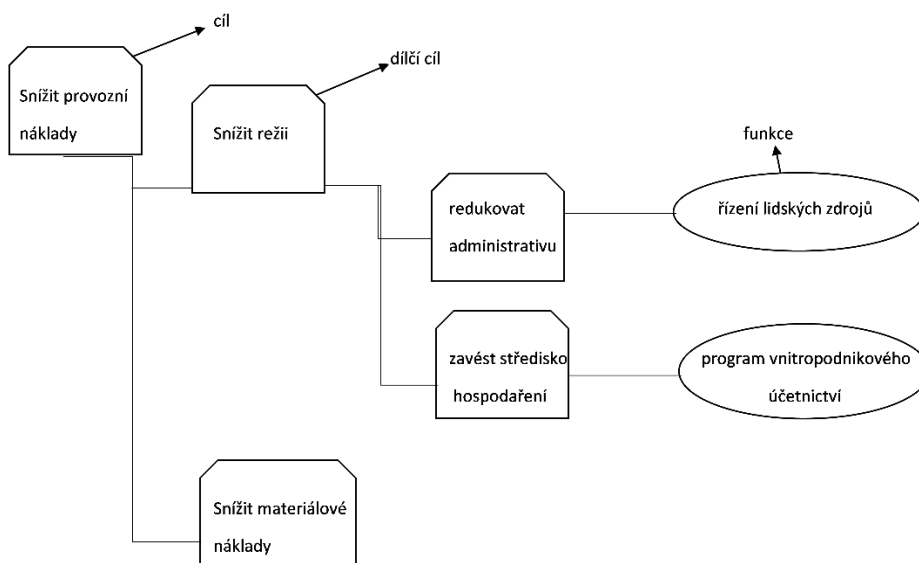 cíl
Snížit provozní
náklady
dílčí cíl
Snížit režii
funkce
redukovat
administrativu
řízení lidských zdrojů
zavést středisko
hospodaření
program vnitropodnikového
účetnictví
Snížit materiálové
náklady